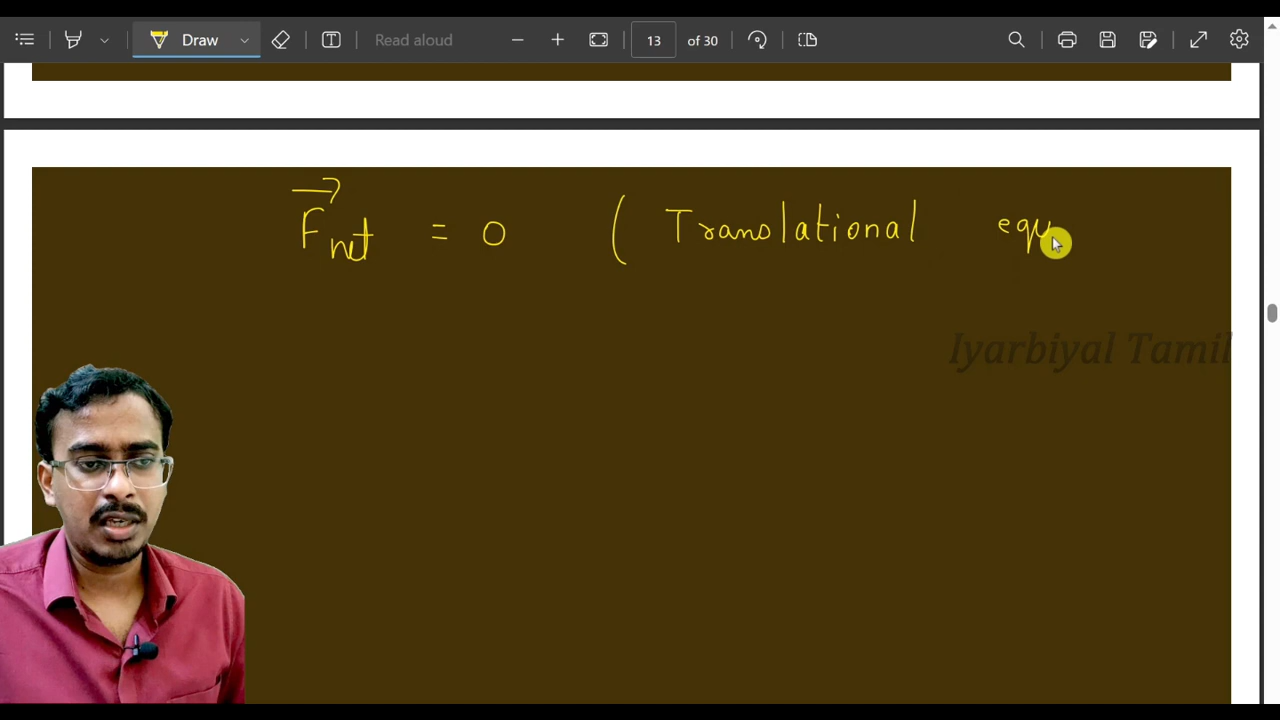 Draw
Read aloud
13 of 30
F net = 0 ( Translational equ
Iyarbiyal Tamil